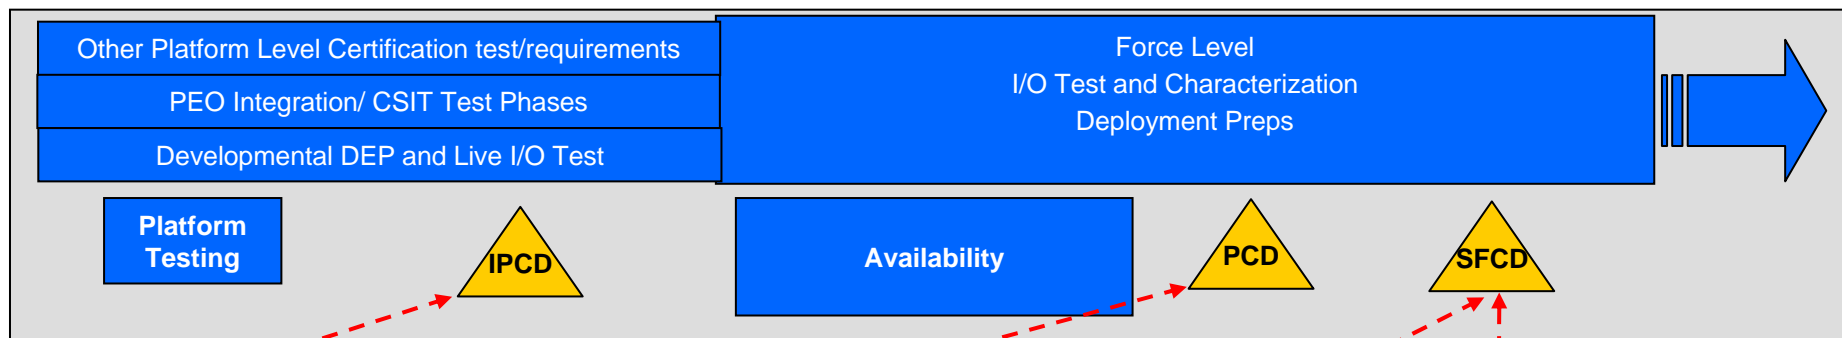 Other Platform Level Certification test/requirements
PEO Integration/ CSIT Test Phases
Developmental DEP and Live I/O Test
Force Level
I/O Test and Characterization
Deployment Preps
Platform
Testing
IPCD
Availability
PCD
SFCD